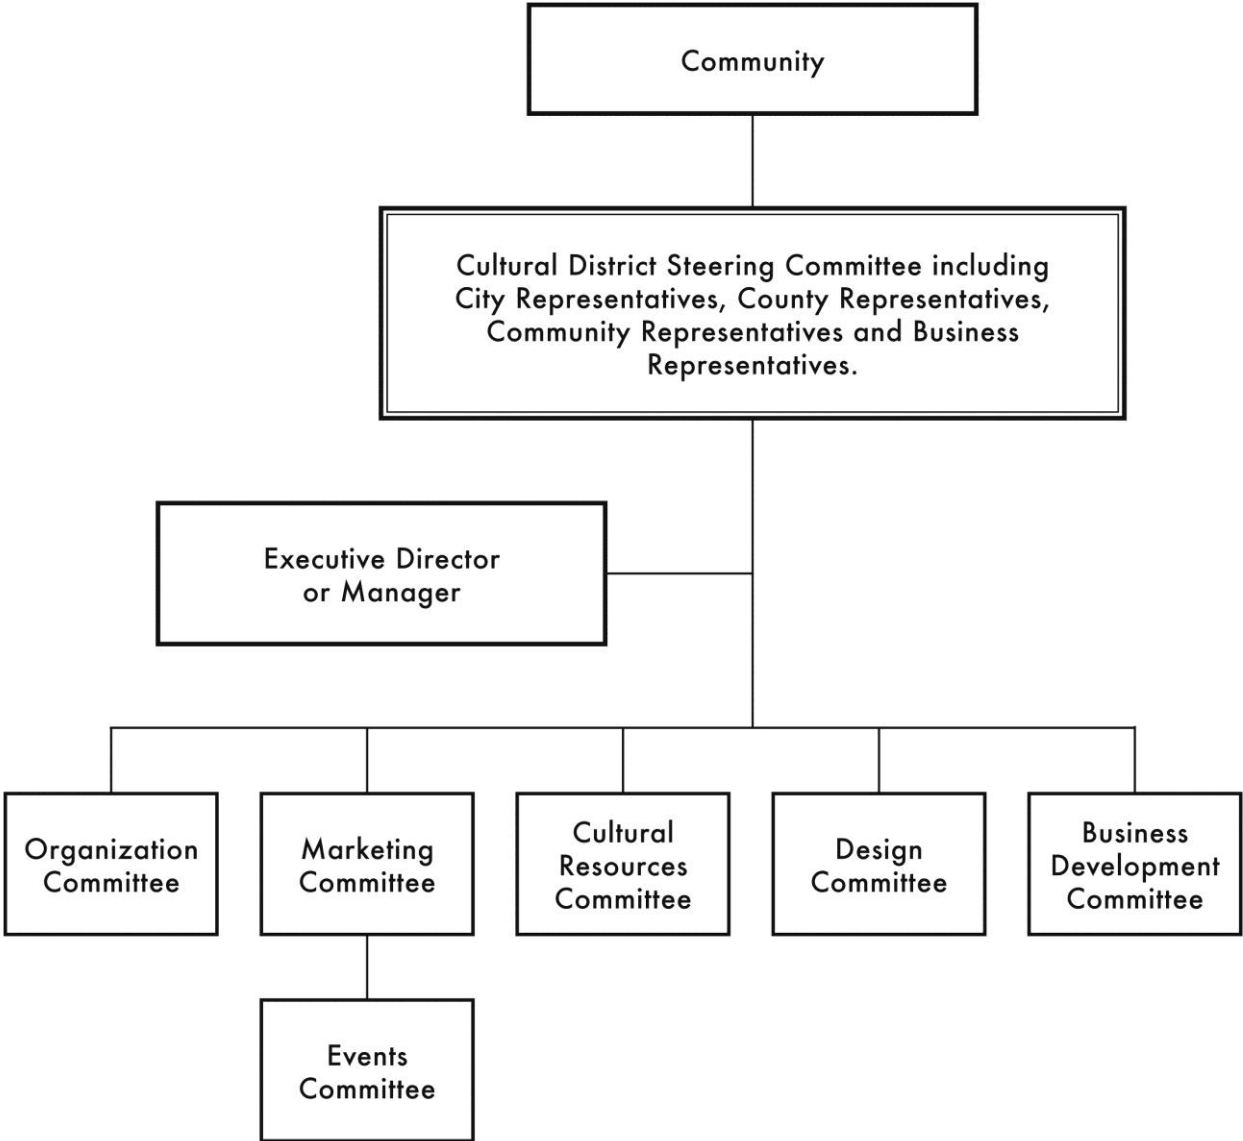 Community
Cultural District Steering Committee including
City Representatives, County Representatives,
Community Representatives and Business
Representatives.
Executive Director
or Manager
Organization
Committee
Marketing
Committee
Cultural
Resources
Committee
Design
Committee
Business
Development
Committee
Events
Committee